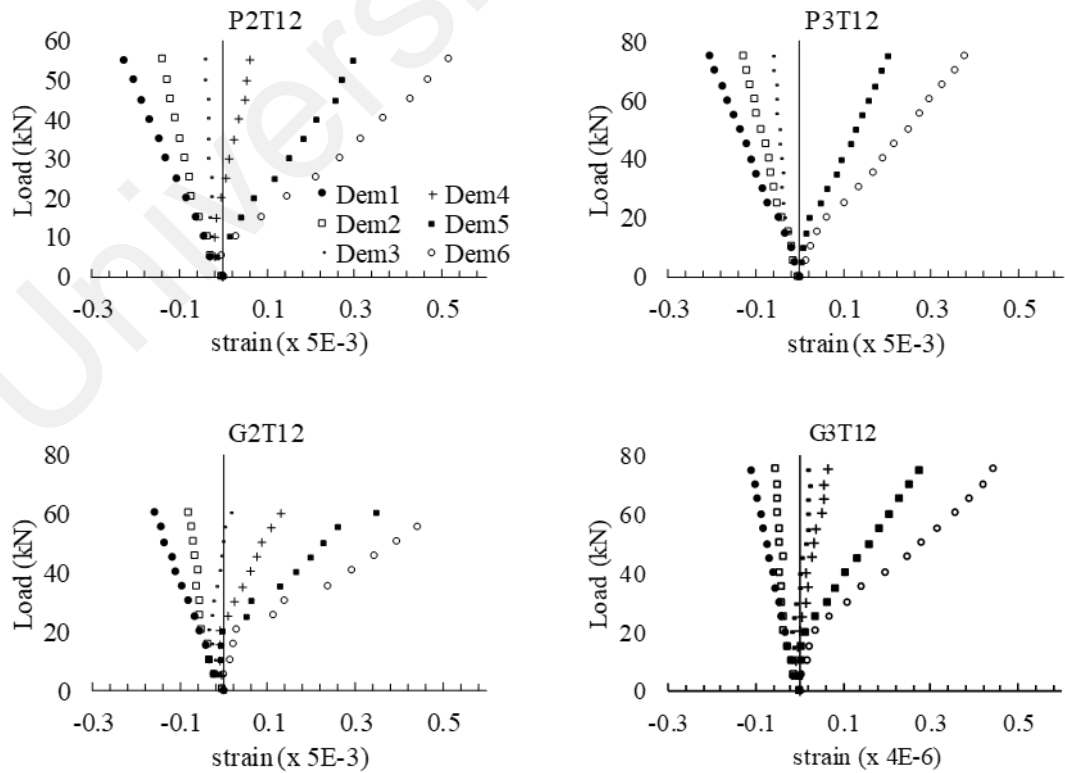 P2T12
60
50
40
30
20
10
0
Load (kN)
Dem1
Dem4
Dem2
Dem5
Dem3
Dem6
-0.3 -0.1 0.1 0.3 0.5
strain (x 5E-3)
P3T12
80
60
40
20
0
Load (kN)
-0.3 -0.1 0.1 0.3 0.5
strain (x 5E-3)
G2T12
80
60
40
20
0
Load (kN)
-0.3 -0.1 0.1 0.3 0.5
strain (x 5E-3)
G3T12
80
60
40
20
0
Load (kN)
-0.3 -0.1 0.1 0.3 0.5
strain (x 4E-6)
Univers